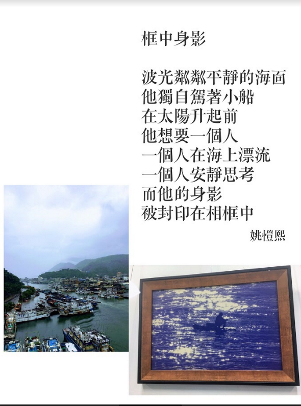 框中身影
波光粼粼平靜的海面
他獨自駕著小船
在太陽升起前
他想要一個人
一個人在海上漂流
一個人安靜思考
而他的身影
被封印在相框中
姚愷熙